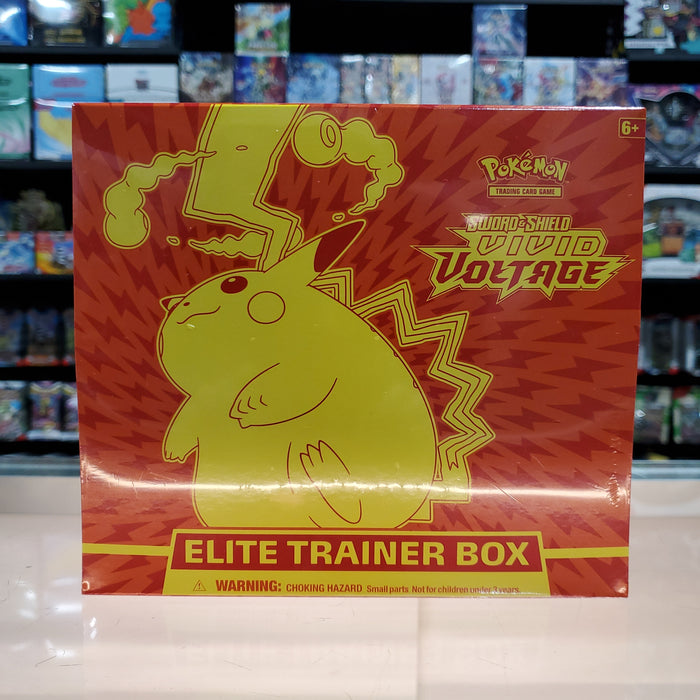 6+
POKÉMON
TRADING CARD GAME
SWORD & SHIELD
VIVID
VOLTAGE
ELITE TRAINER BOX
WARNING: CHOKING HAZARD Small parts Not for children under 3 years.